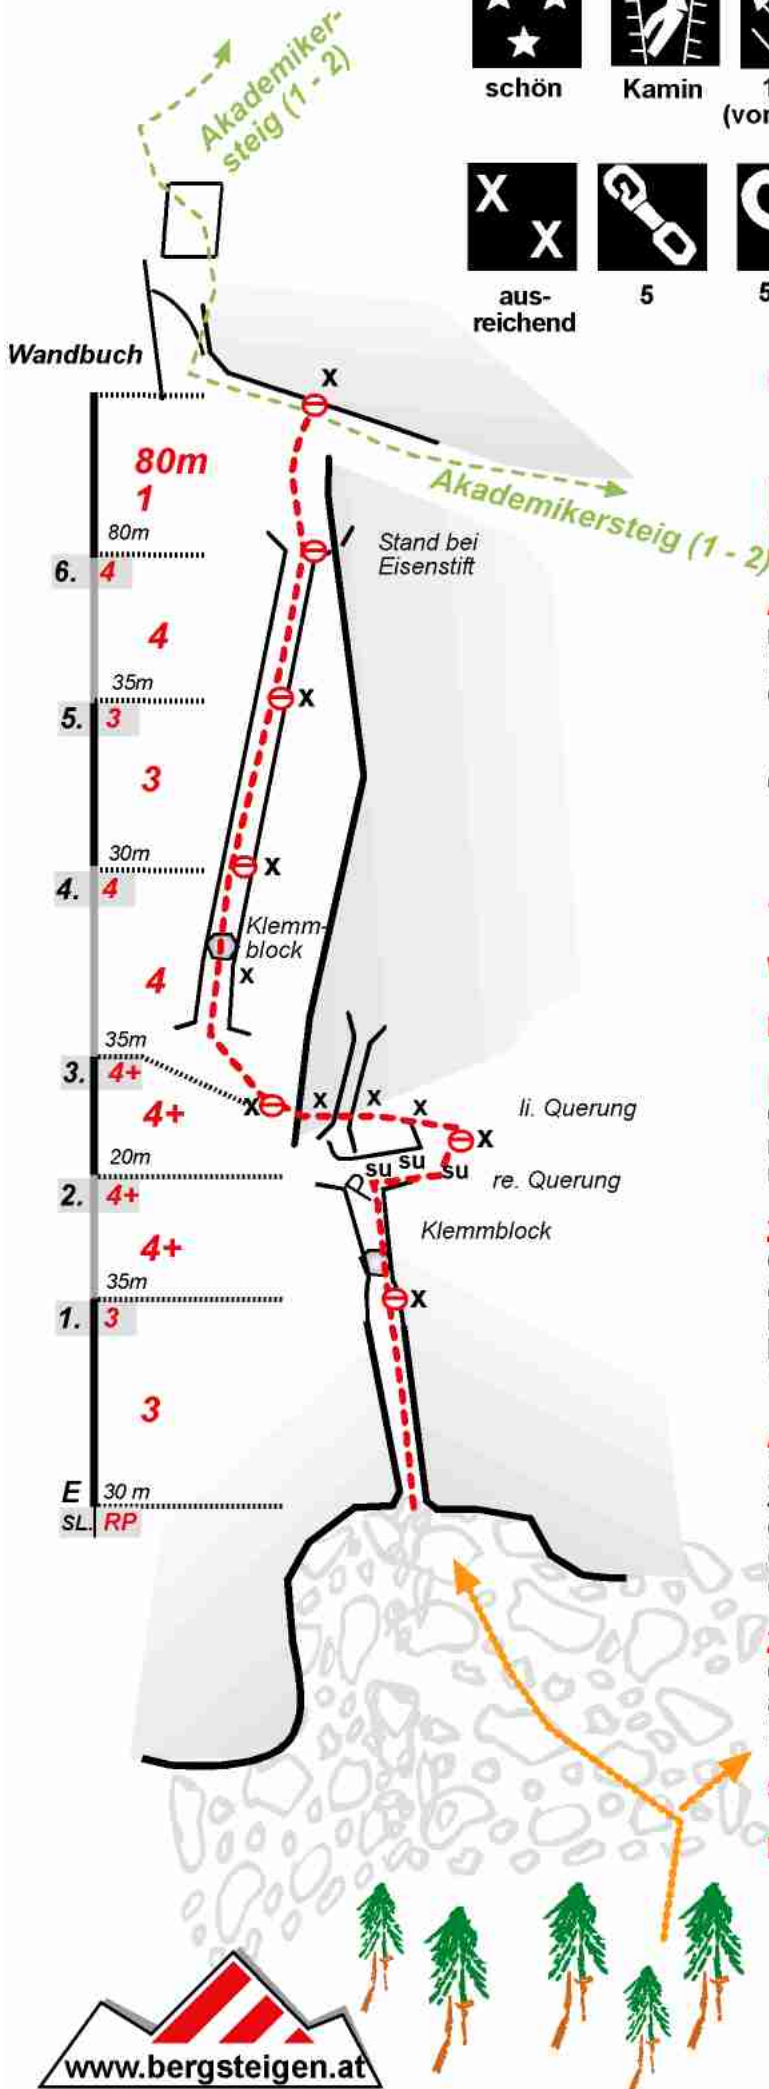 Akademiker-
steig (1 - 2)
schön
Kamin
X
X
aus-
reichend
5
Wandbuch
x
80m
1
Akademikersteig (1 - 2)
80m
Stand bei
Eisenstift
6. 4
4
35m
x
5. 3
3
30m
x
4. 4
Klemm-
block
x
4
35m
3. 4+
x
x
x
x
li. Querung
4+
x
20m
su
su
su
re. Querung
2. 4+
4+
Klemmblock
35m
x
1. 3
3
E 30 m
SL. RP
www.bergsteigen.at